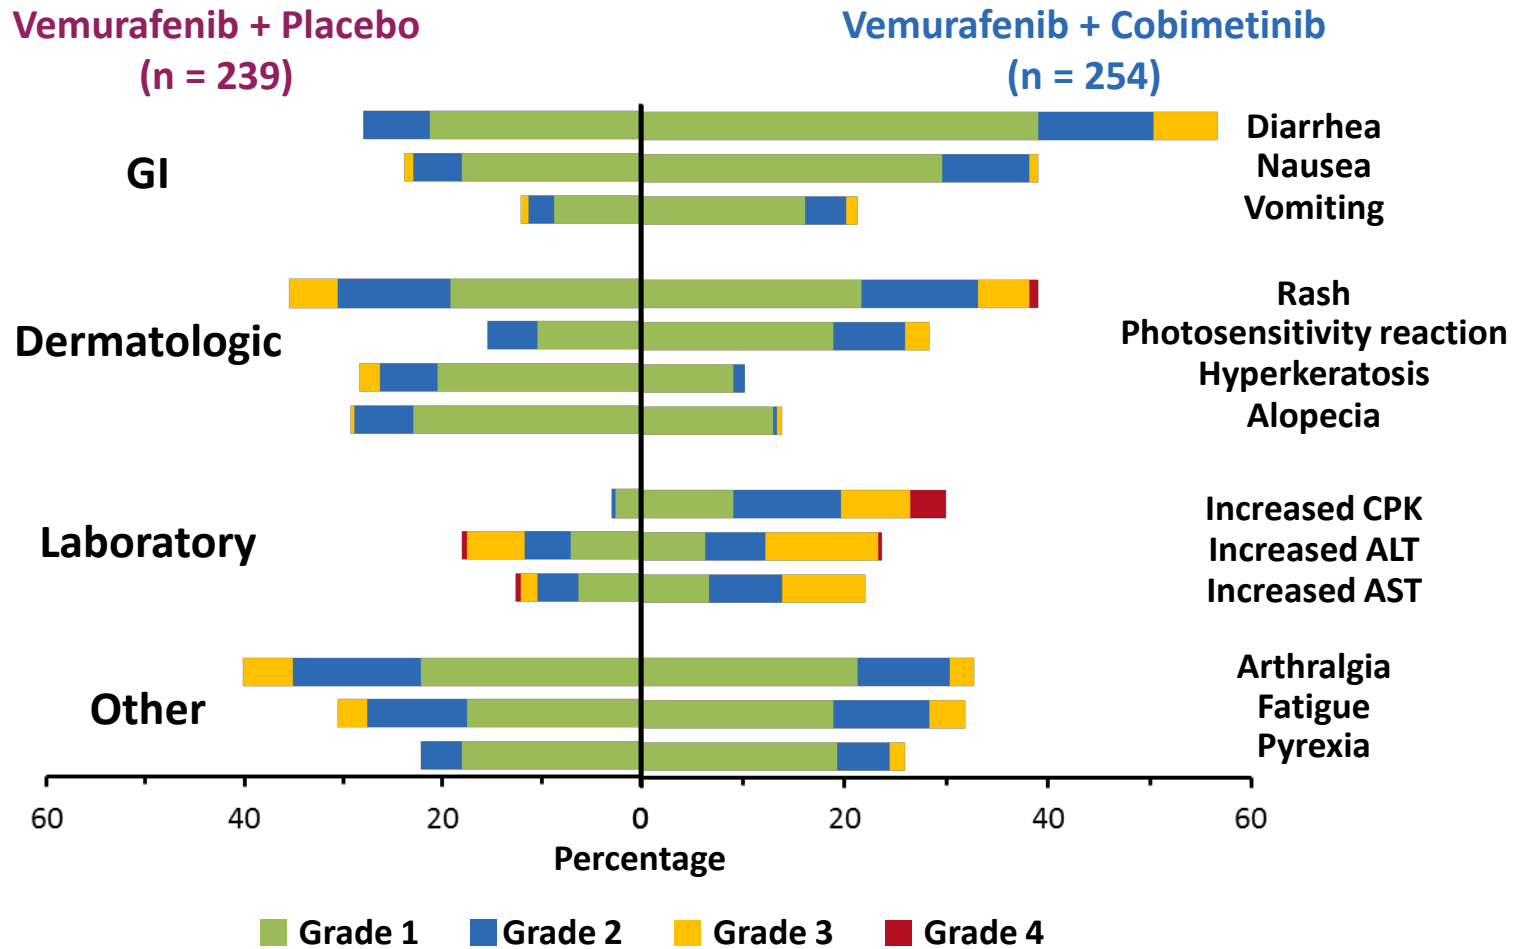 Vemurafenib + Placebo
(n = 239)
Vemurafenib + Cobimetinib
(n = 254)
GI
Diarrhea
Nausea
Vomiting
Dermatologic
Rash
Photosensitivity reaction
Hyperkeratosis
Alopecia
Laboratory
Increased CPK
Increased ALT
Increased AST
Other
Arthralgia
Fatigue
Pyrexia
60 40 20 0 20 40 60
Percentage
Grade 1 Grade 2 Grade 3 Grade 4